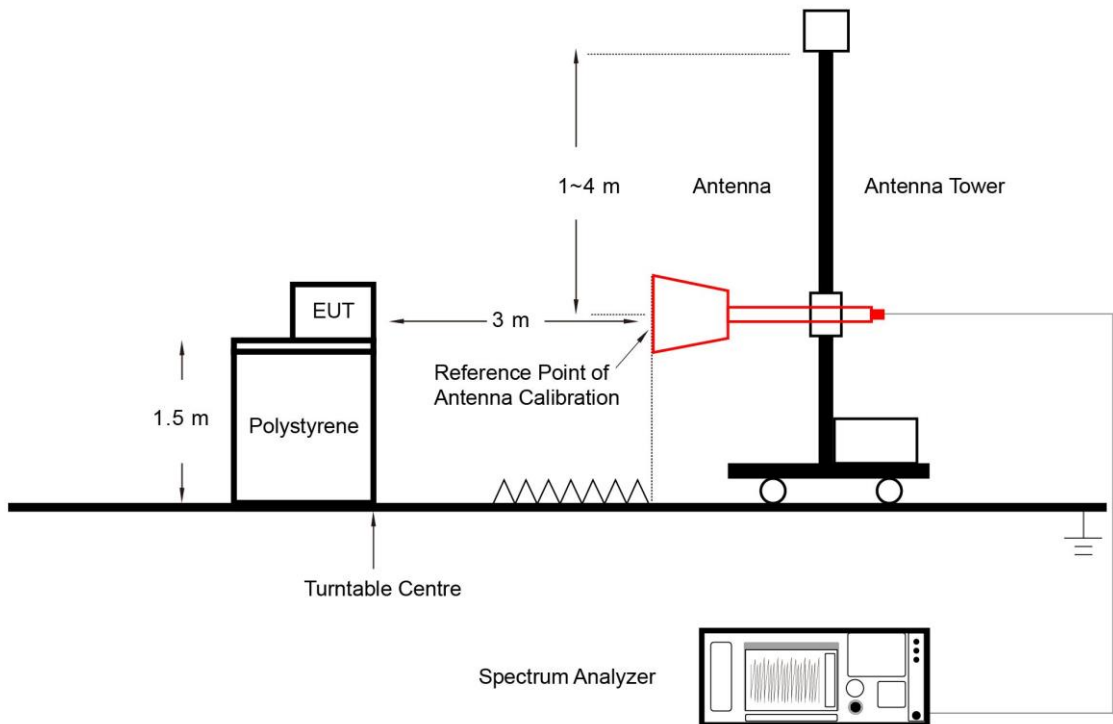 1~4 m
Antenna
Antenna Tower
EUT
3 m
Reference Point of
Antenna Calibration
1.5 m
Polystyrene
Turntable Centre
Spectrum Analyzer